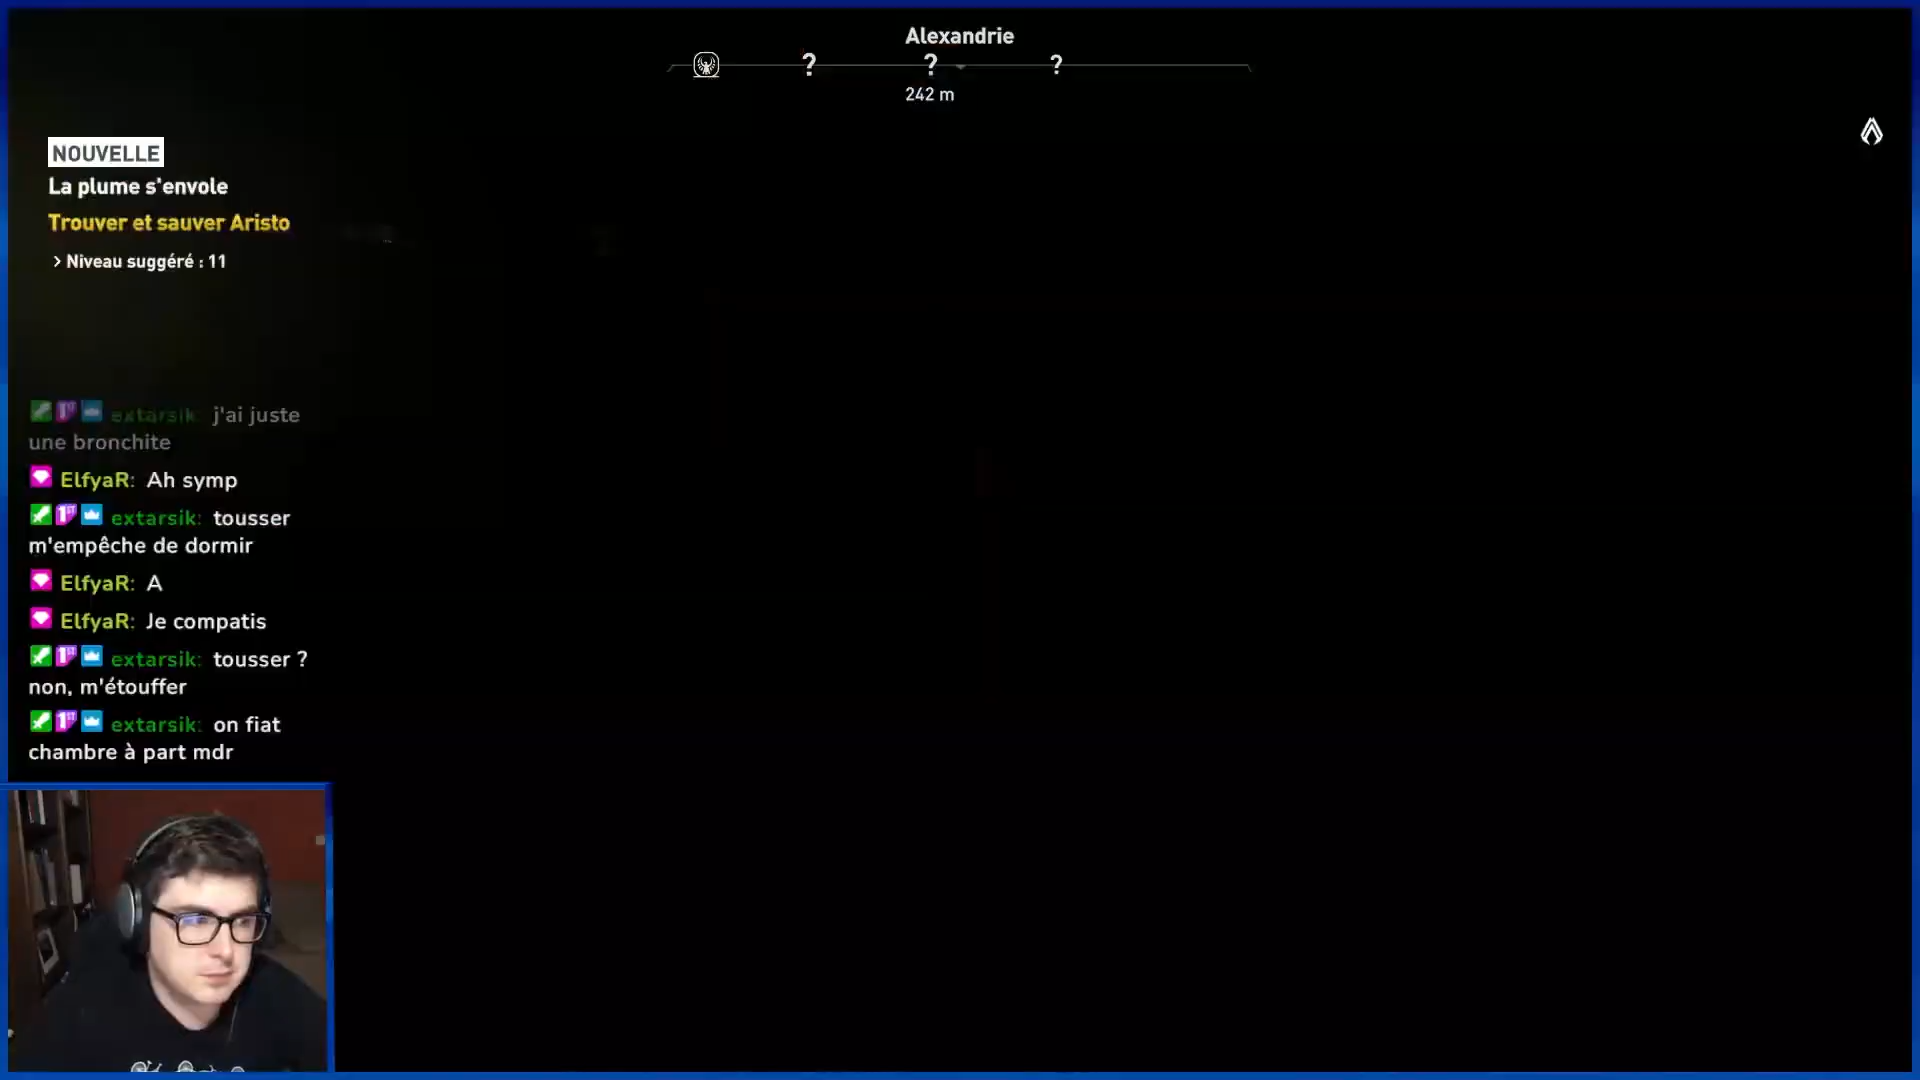 Alexandrie
? ? ?
242 m
NOUVELLE
La plume s'envole
Trouver et sauver Aristo
> Niveau suggéré : 11
extarsik: j'ai juste
une bronchite
ElfyaR: Ah symp
extarsik: tousser
m'empêche de dormir
ElfyaR: A
ElfyaR: Je compatis
extarsik: tousser ?
non, m'étouffer
extarsik: on fiat
chambre à part mdr